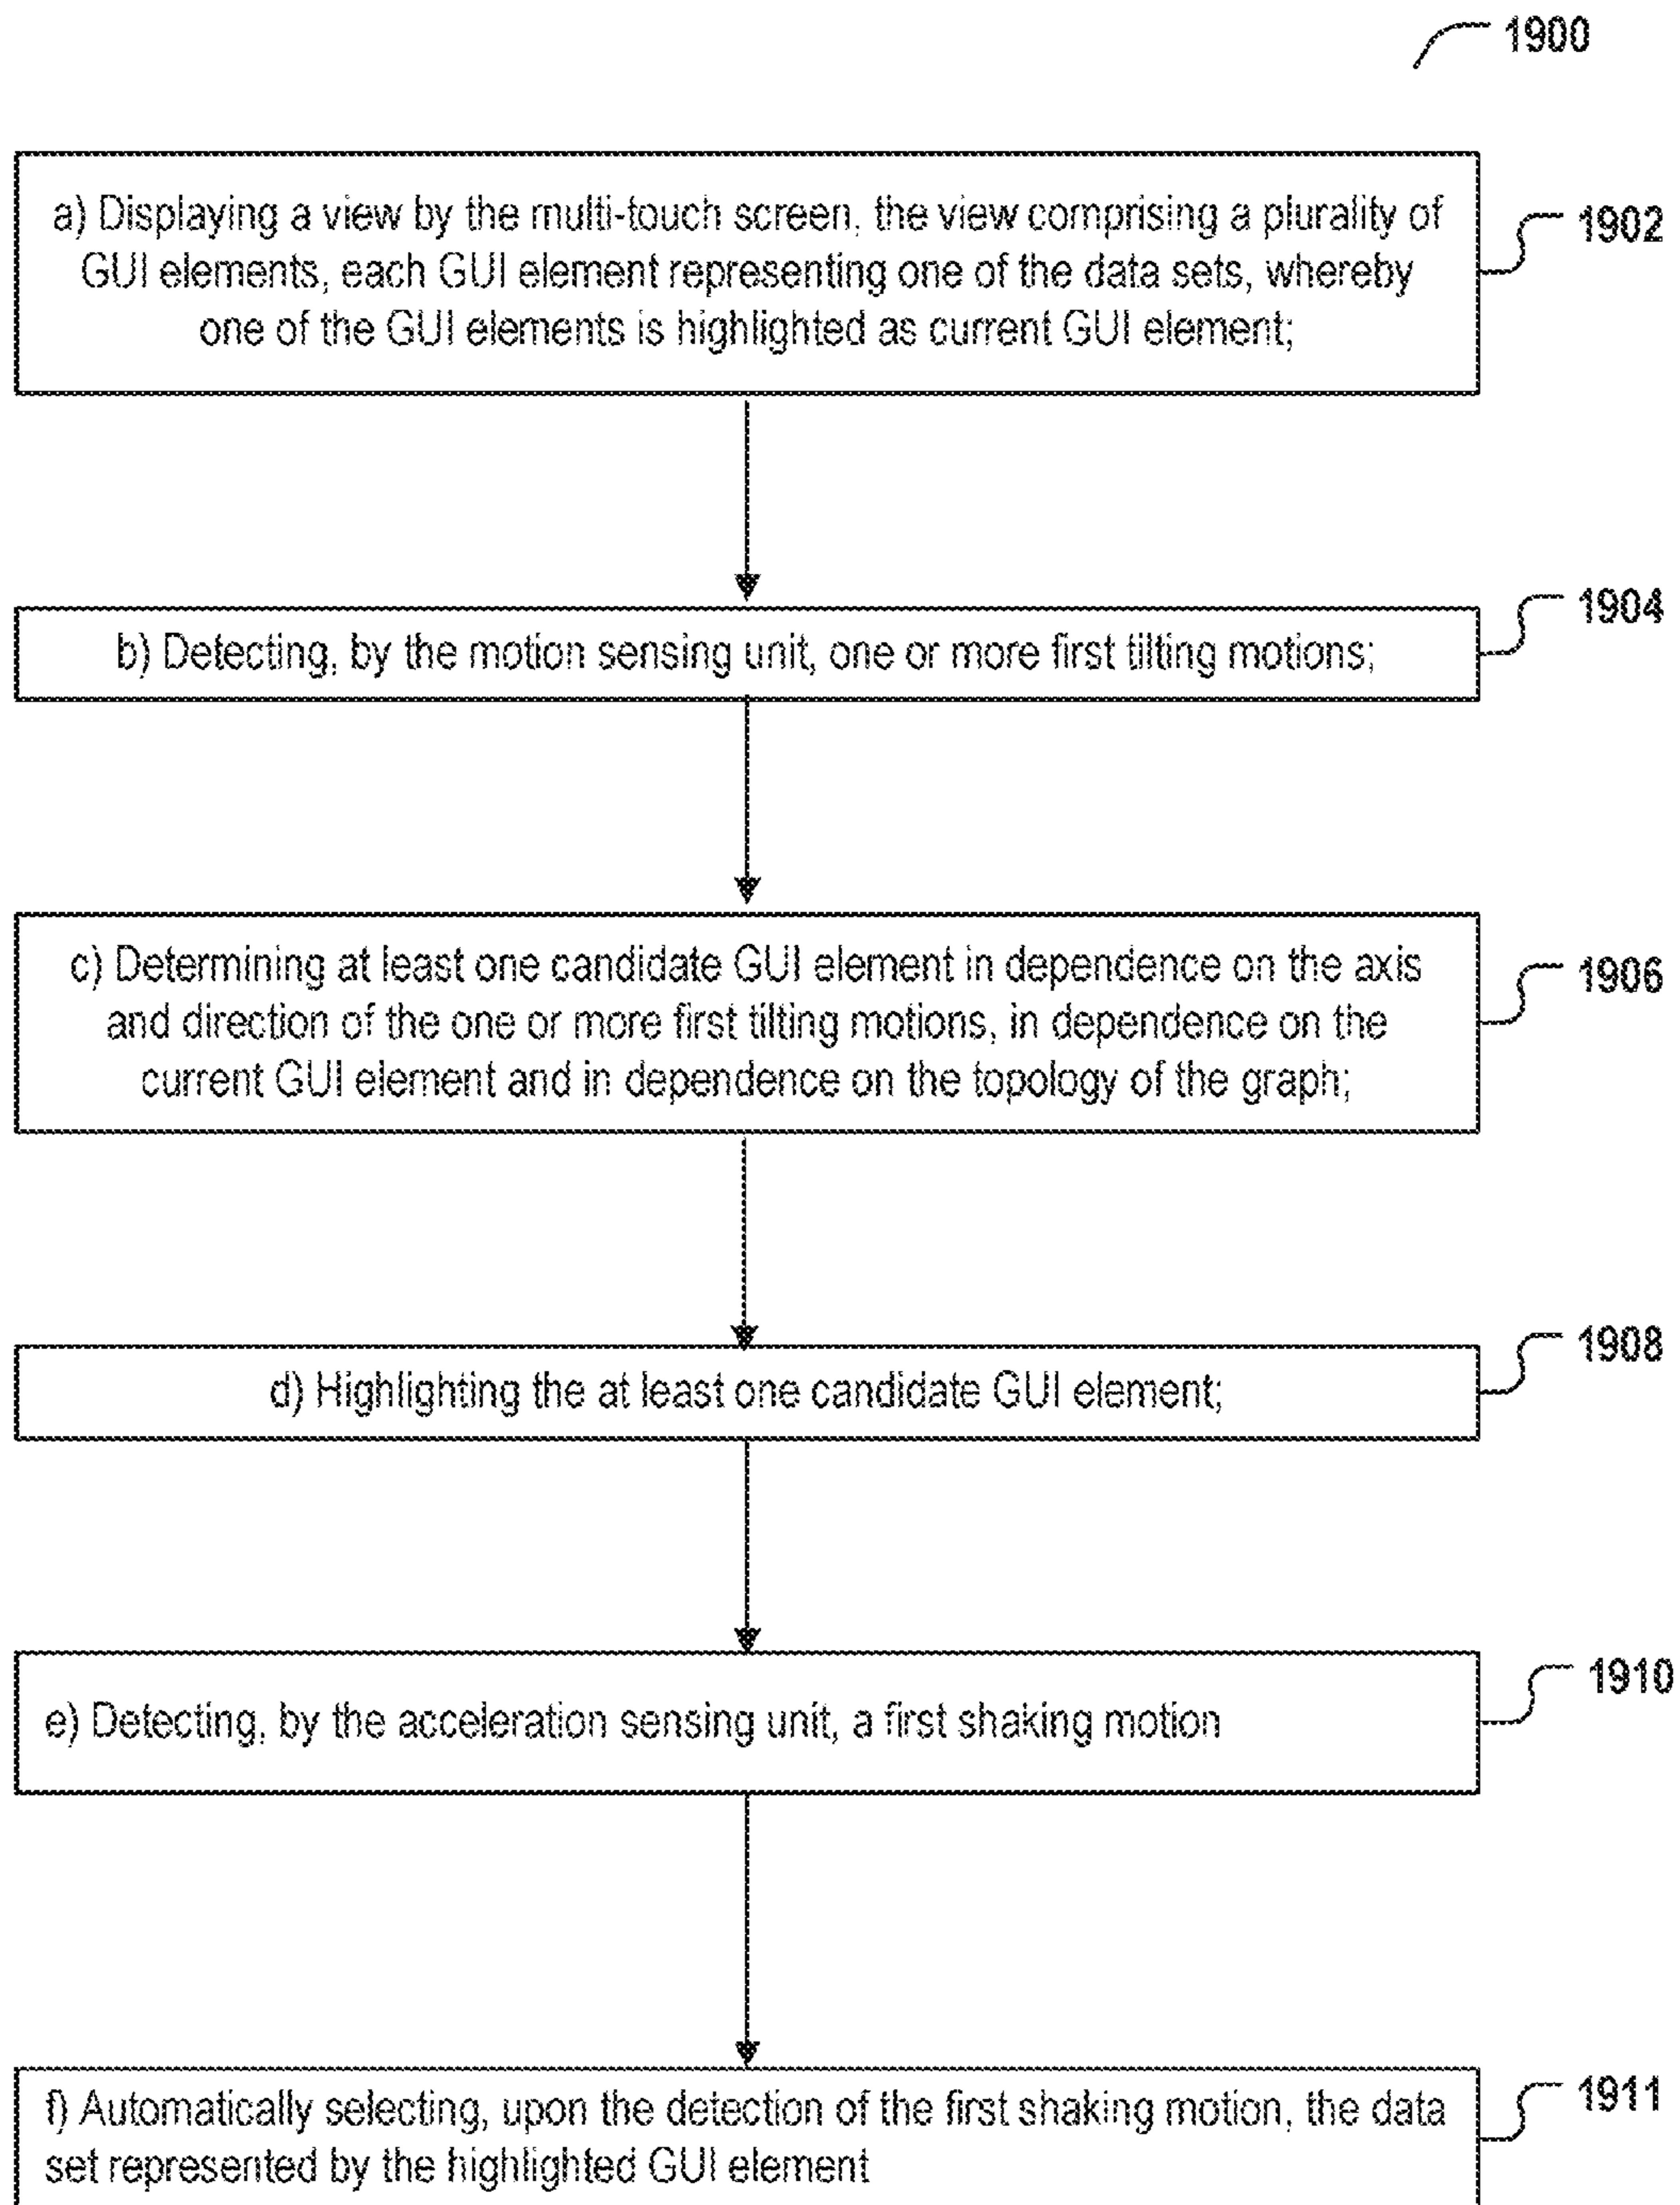 1900
a) Displaying a view by the multi-touch screen, the view comprising a plurality of
GUI elements, each GUI element representing one of the data sets, whereby
one of the GUI elements is highlighted as current GUI element;
1902
b) Detecting, by the motion sensing unit, one or more first tilting motions;
1904
c) Determining at least one candidate GUI element in dependence on the axis
and direction of the one or more first tilting motions, in dependence on the
current GUI element and in dependence on the topology of the graph;
1906
d) Highlighting the at least one candidate GUI element;
1908
e) Detecting, by the acceleration sensing unit, a first shaking motion
1910
f) Automatically selecting, upon the detection of the first shaking motion, the data
set represented by the highlighted GUI element
1911